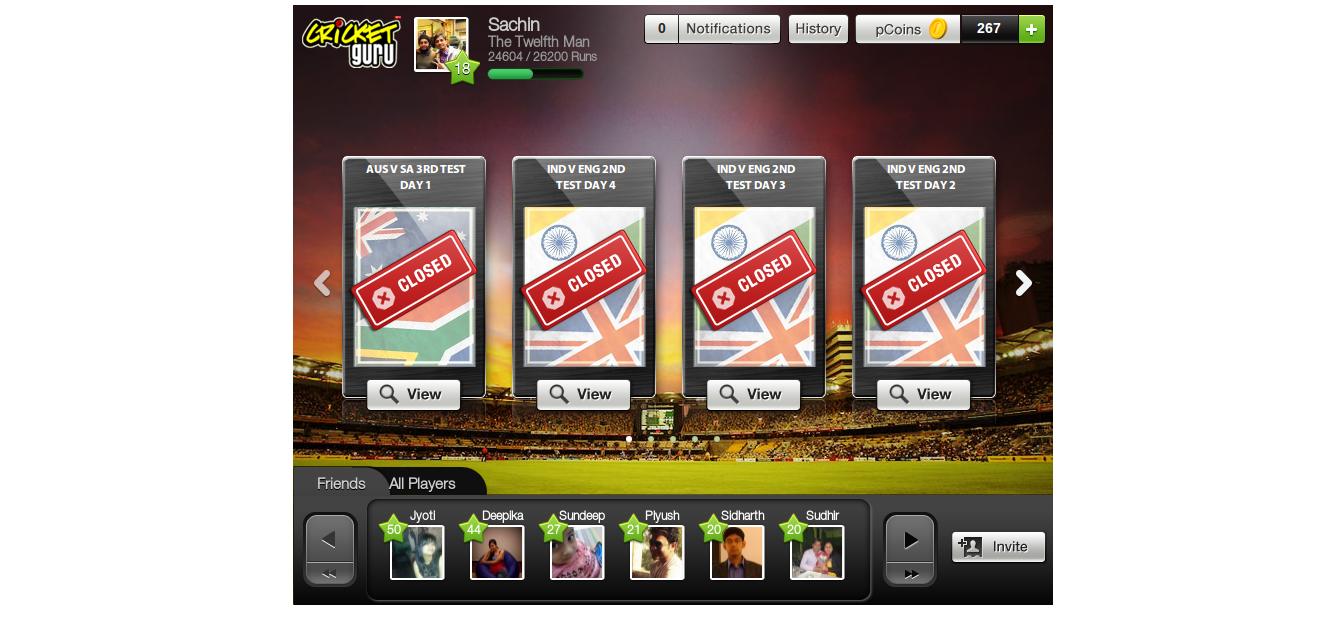 CRICKET
guru
18
Sachin
The Twelfth Man
24604 / 26200 Runs
0 Notifications
History
pCoins
267
+
AUS V SA 3RD TEST
DAY 1
CLOSED
View
IND V ENG 2ND
TEST DAY 4
CLOSED
View
IND V ENG 2ND
TEST DAY 3
CLOSED
View
IND V ENG 2ND
TEST DAY 2
CLOSED
View
Friends
All Players
Jyoti
50
Deepika
44
Sundeep
27
Piyush
21
Sidharth
20
Sudhir
20
Invite